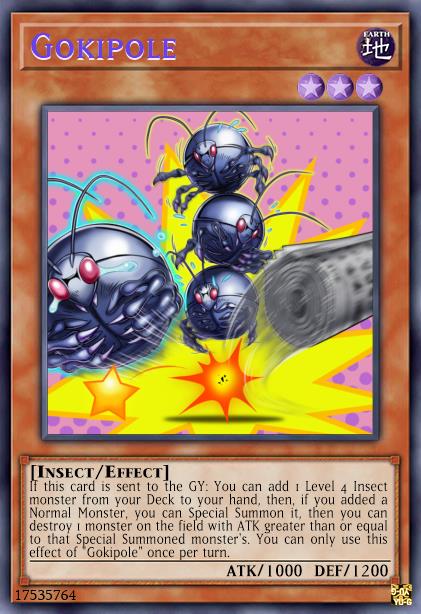 Gokipole
EARTH
地
[Insect/Effect]
If this card is sent to the GY: You can add 1 Level 4 Insect
monster from your Deck to your hand, then, if you added a
Normal Monster, you can Special Summon it, then you can
destroy 1 monster on the field with ATK greater than or equal
to that Special Summoned monster's. You can only use this
effect of "Gokipole" once per turn.
ATK/1000 DEF/1200
17535764